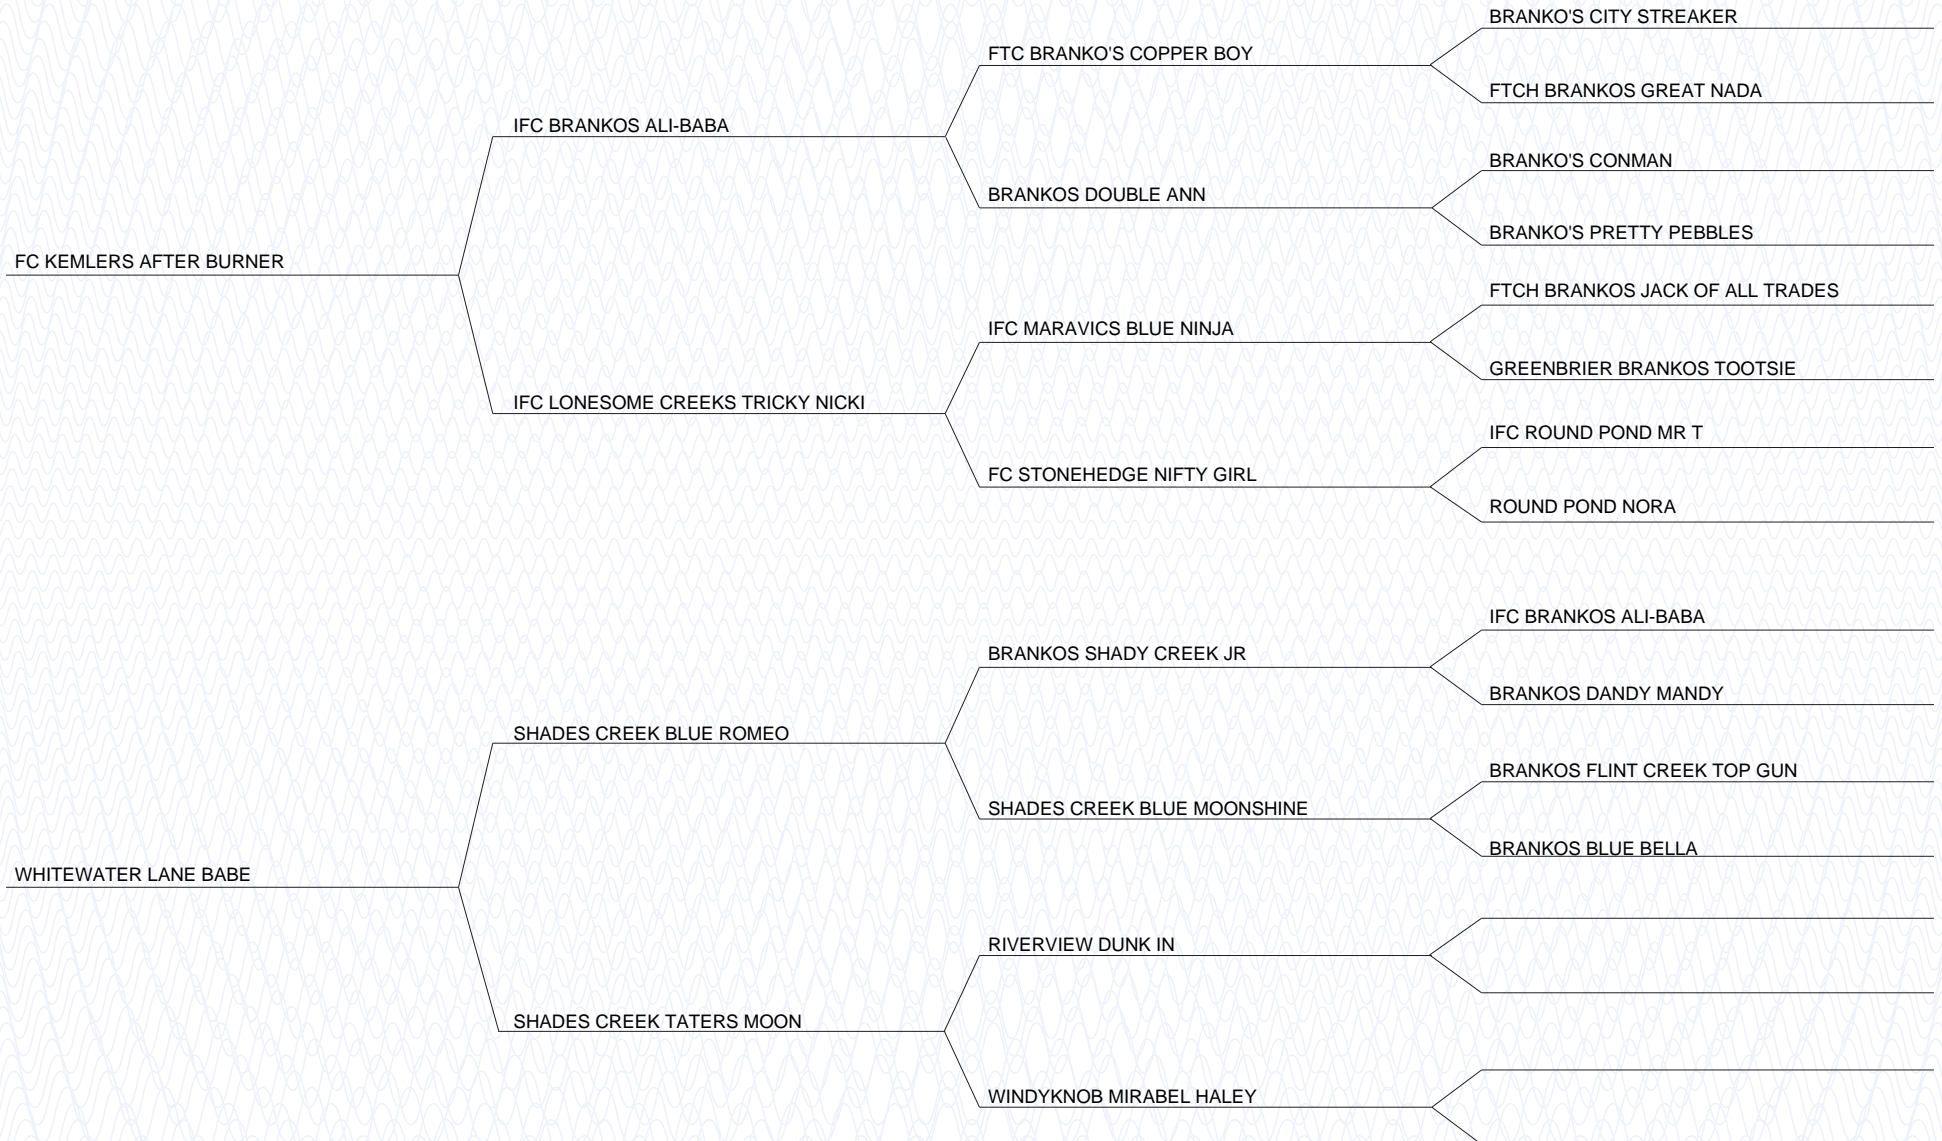 BRANKO'S CITY STREAKER
FTC BRANKO'S COPPER BOY
FTCH BRANKOS GREAT NADA
IFC BRANKOS ALI-BABA
BRANKO'S CONMAN
BRANKOS DOUBLE ANN
BRANKO'S PRETTY PEBBLES
FC KEMLERS AFTER BURNER
FTCH BRANKOS JACK OF ALL TRADES
IFC MARAVICS BLUE NINJA
GREENBRIER BRANKOS TOOTSIE
IFC LONESOME CREEKS TRICKY NICKI
IFC ROUND POND MR T
FC STONEHEDGE NIFTY GIRL
ROUND POND NORA
IFC BRANKOS ALI-BABA
BRANKOS SHADY CREEK JR
BRANKOS DANDY MANDY
SHADES CREEK BLUE ROMEO
BRANKOS FLINT CREEK TOP GUN
SHADES CREEK BLUE MOONSHINE
BRANKOS BLUE BELLA
WHITEWATER LANE BABE
RIVERVIEW DUNK IN
SHADES CREEK TATERS MOON
WINDYKNOB MIRABEL HALEY